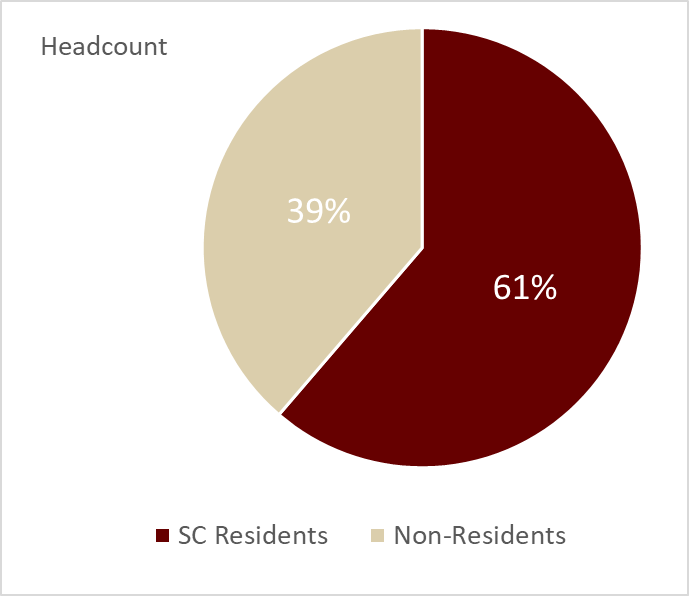 Headcount
39%
61%
SC Residents
Non-Residents